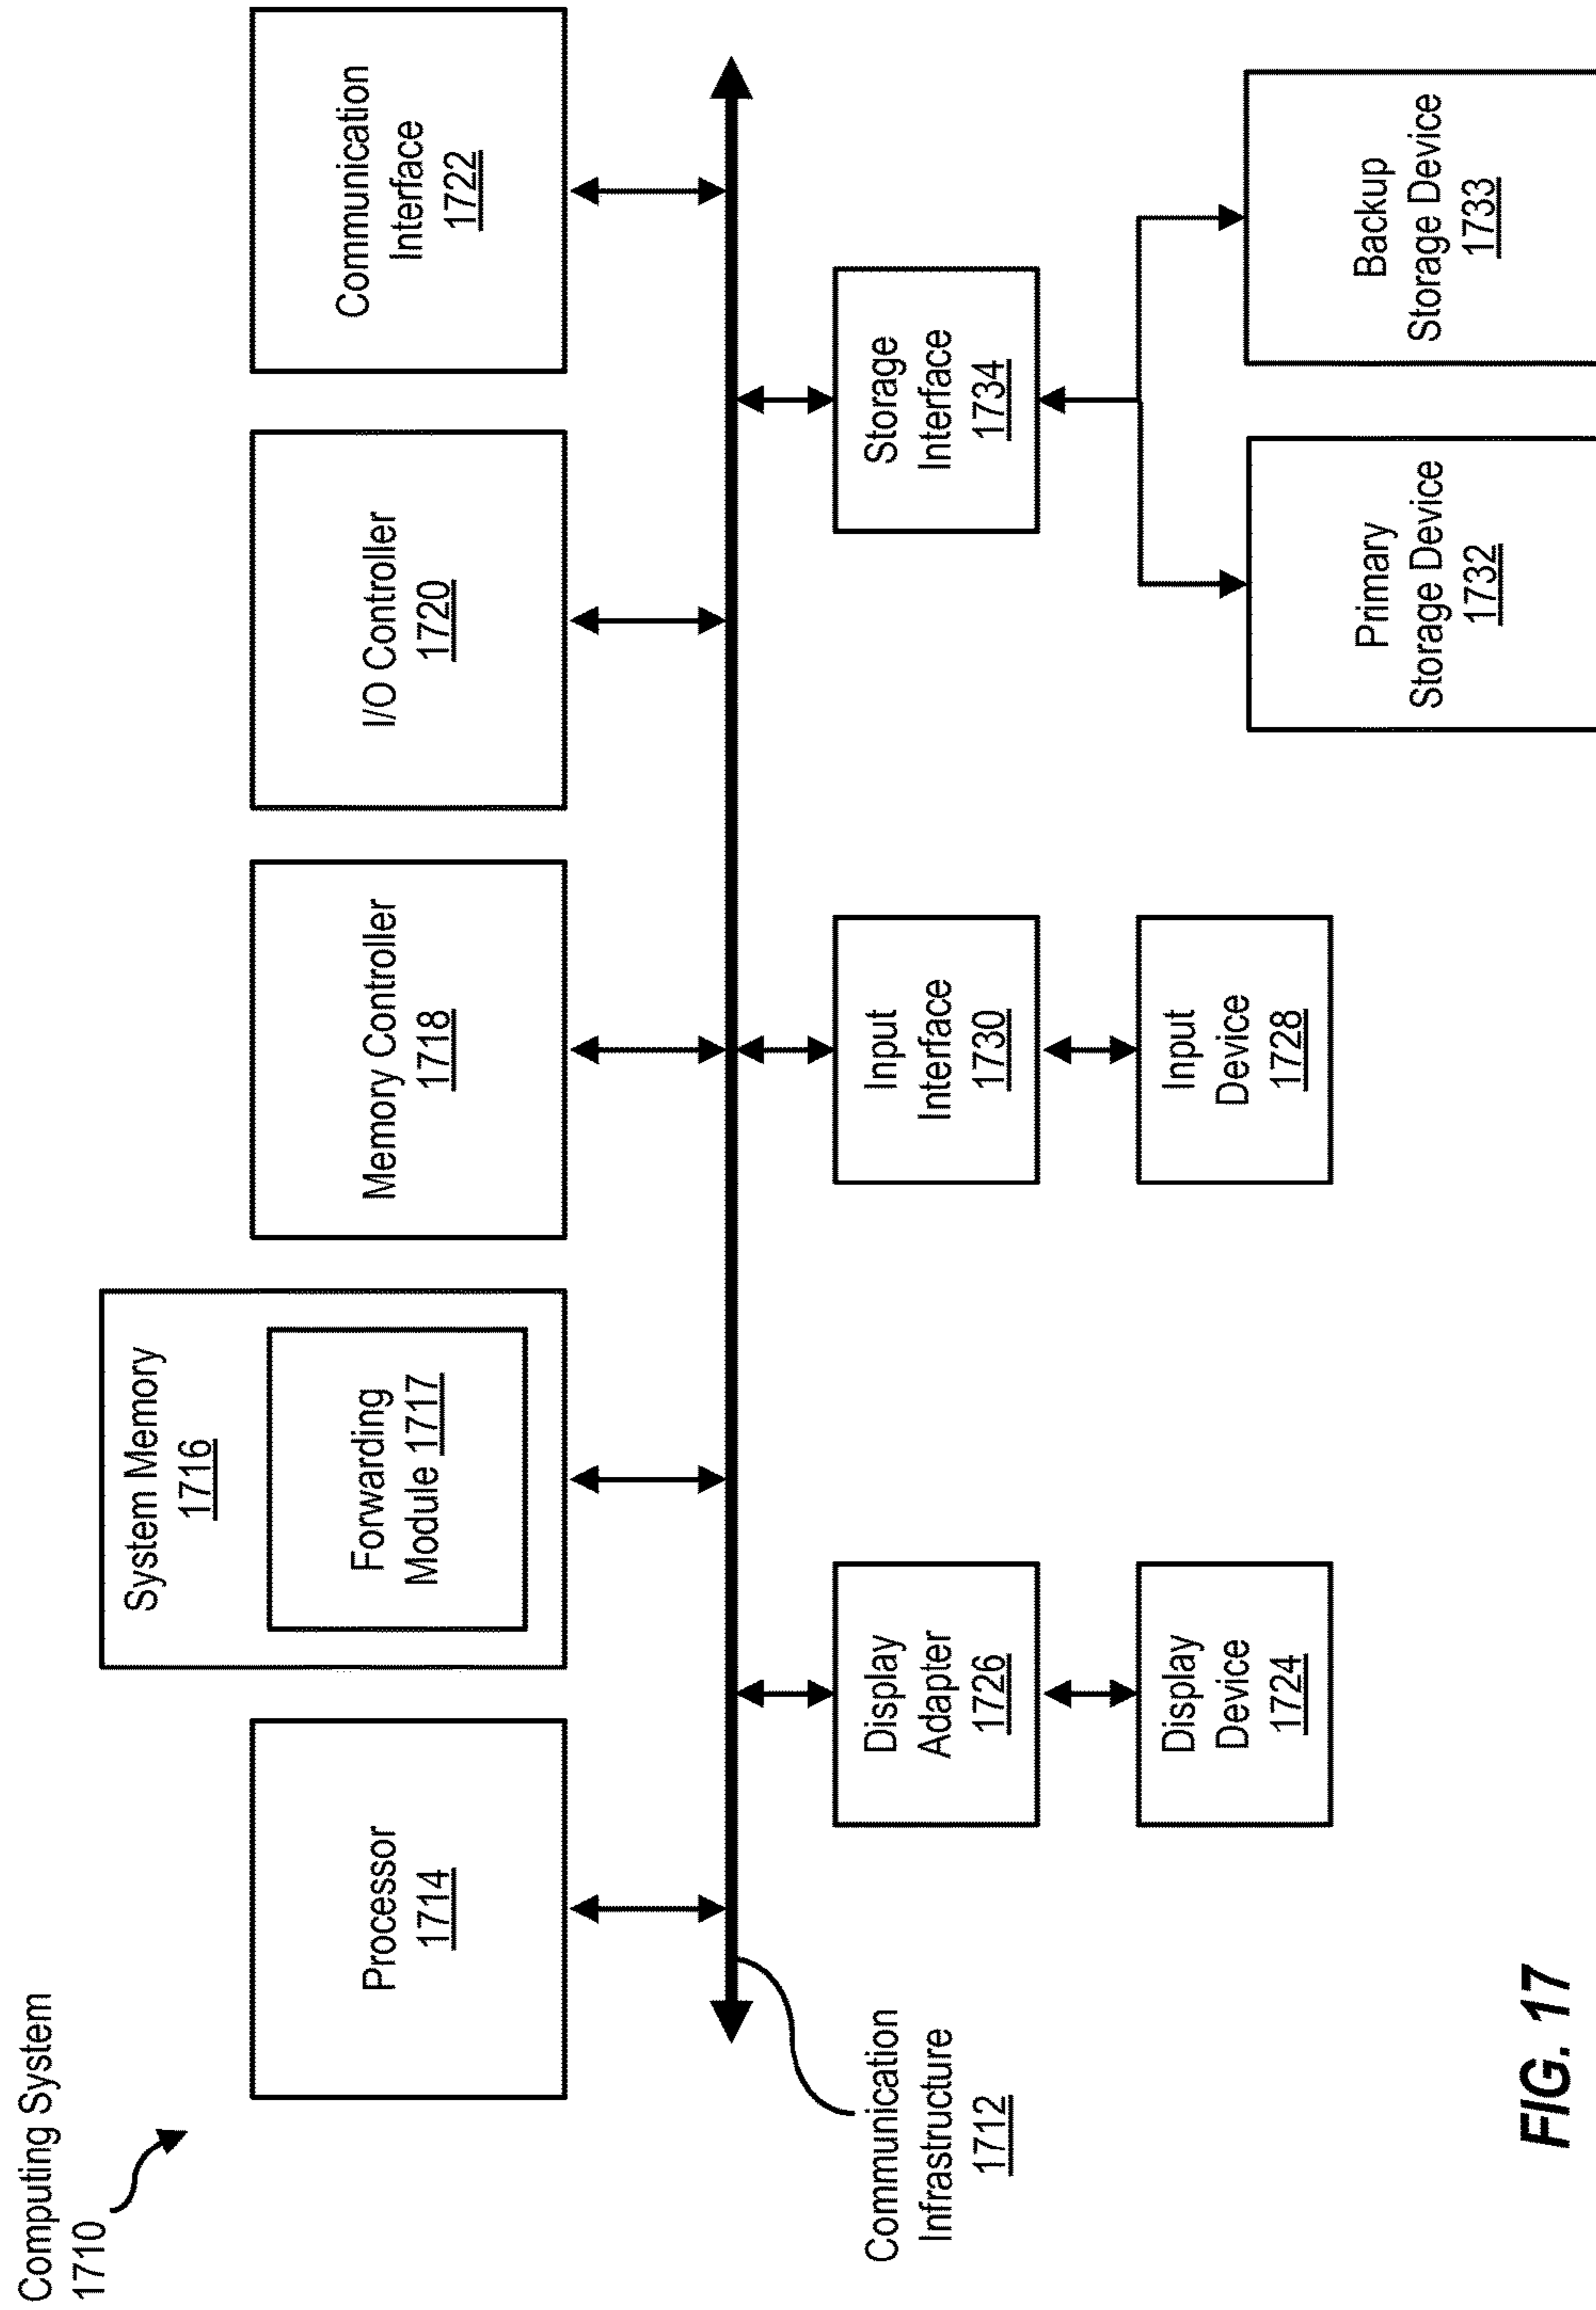 Computing System
1710
Processor
1714
System Memory
1716
Forwarding
Module 1717
Memory Controller
1718
I/O Controller
1720
Communication
Interface
1722
Communication
Infrastructure
1712
Display
Adapter
1726
Input
Interface
1730
Storage
Interface
1734
Display
Device
1724
Input
Device
1728
Primary
Storage Device
1732
Backup
Storage Device
1733
FIG. 17